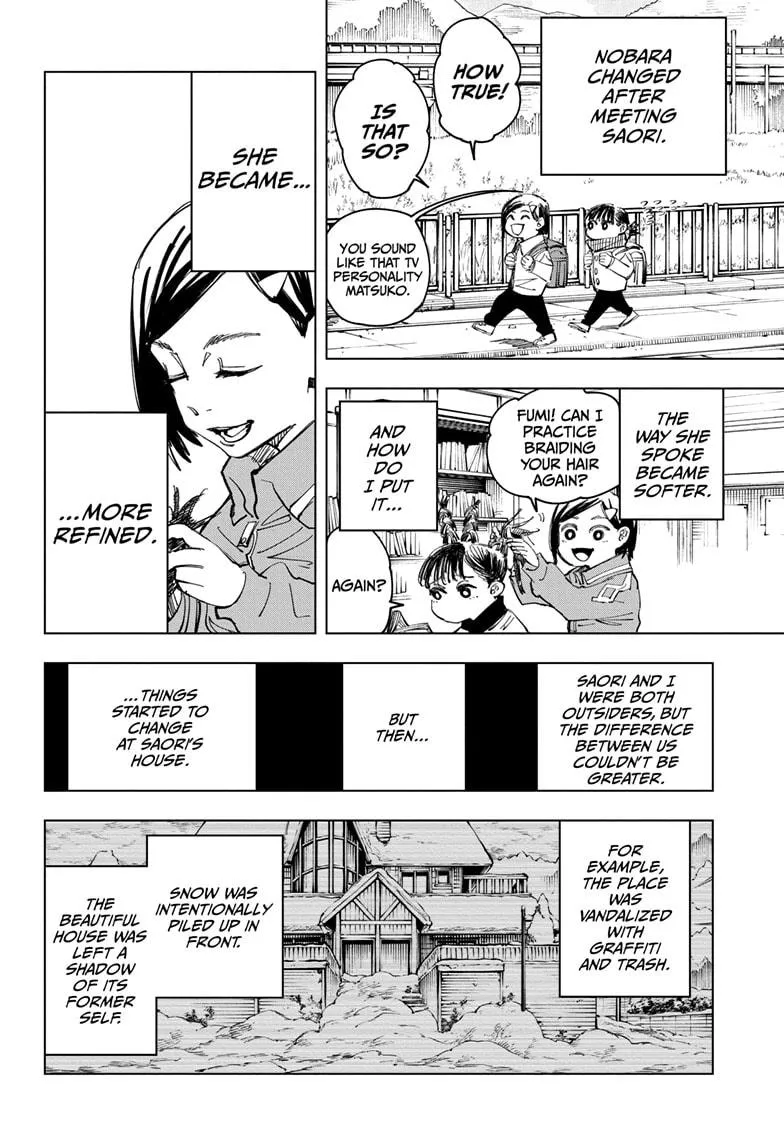 NOBARA
CHANGED
AFTER
MEETING
SAORI.
HOW
TRUE!
IS
THAT
SO?
YOU SOUND
LIKE THAT TV
PERSONALITY
MATSUKO.
SHE
BECAME...
...MORE
REFINED.
THE
WAY SHE
SPOKE
BECAME
SOFTER.
FUMI! CAN I
PRACTICE
BRAIDING
YOUR HAIR
AGAIN?
AND
HOW
DO
I PUT
IT...
AGAIN?
SAORI AND I
WERE BOTH
OUTSIDERS, BUT
THE DIFFERENCE
BETWEEN US
COULDN'T BE
GREATER.
BUT
THEN...
...THINGS
STARTED TO
CHANGE
AT SAORI'S
HOUSE.
FOR
EXAMPLE,
THE PLACE
WAS
VANDALIZED
WITH
GRAFFITI
AND TRASH.
SNOW WAS
INTENTIONALLY
PILED UP IN
FRONT.
THE
BEAUTIFUL
HOUSE WAS
LEFT A
SHADOW
OF ITS
FORMER
SELF.